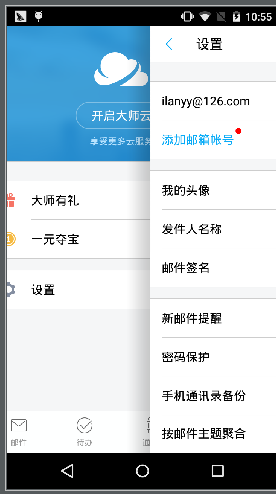 10:55
开启大师云
享受更多云服务
大师有礼
一元夺宝
设置
邮件
待办
设置
ilanyy@126.com
添加邮箱帐号
我的头像
发件人名称
邮件签名
新邮件提醒
密码保护
手机通讯录备份
按邮件主题聚合